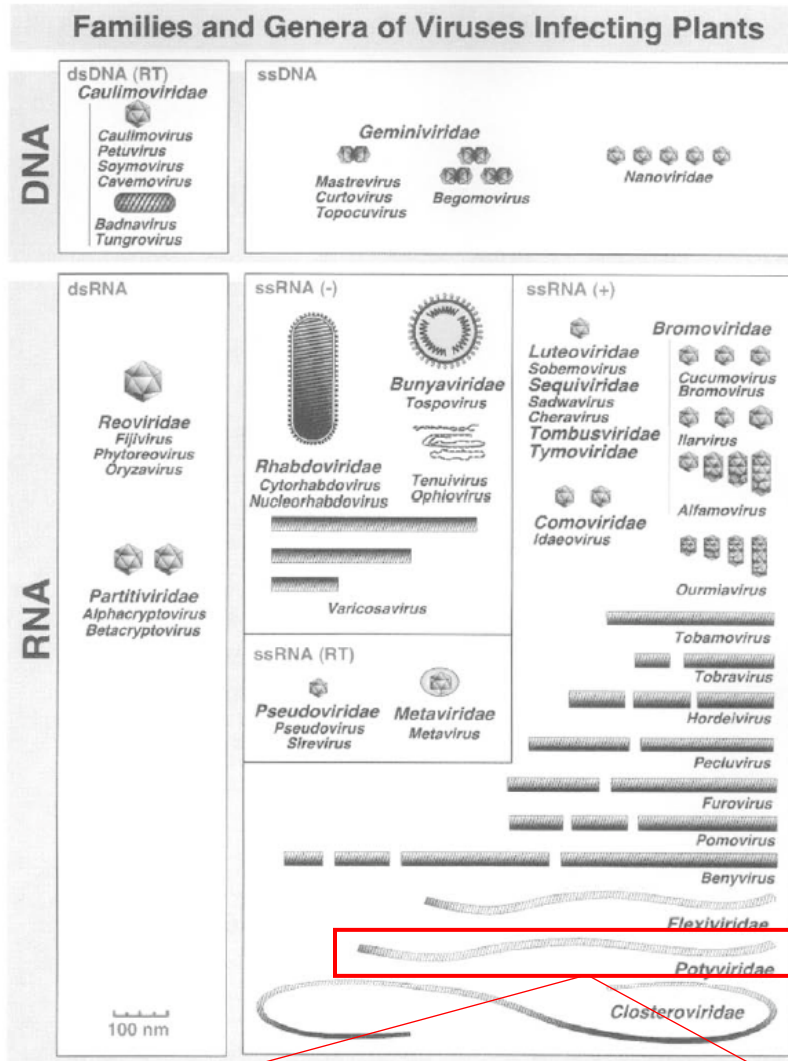 Families and Genera of Viruses Infecting Plants
DNA
dsDNA (RT)
Caulimoviridae
Caulimovirus
Petuvirus
Soymovirus
Cavemovirus
Badnavirus
Tungrovirus
ssDNA
Geminiviridae
Mastrevirus
Curtovirus
Topocuvirus
Begomovirus
Nanoviridae
RNA
dsRNA
Reoviridae
Fijivirus
Phytoreovirus
Oryzavirus
Partitiviridae
Alphacryptovirus
Betacryptovirus
100 nm
ssRNA (-)
Rhabdoviridae
Cytorhabdovirus
Nucleorhabdovirus
Bunyaviridae
Tospovirus
Tenuivirus
Ophiovirus
Varicosavirus
ssRNA (RT)
Pseudoviridae
Pseudovirus
Sirevirus
Metaviridae
Metavirus
ssRNA (+)
Luteoviridae
Sobemovirus
Sequiviridae
Sadwavirus
Cheravirus
Tombusviridae
Tymoviridae
Comoviridae
Idaeovirus
Bromoviridae
Cucumovirus
Bromovirus
Ilarvirus
Alfamovirus
Ourmiavirus
Tobamovirus
Tobravirus
Hordeivirus
Pecluvirus
Furovirus
Pomovirus
Benyvirus
Flexiviridae
Potyviridae
Closteroviridae